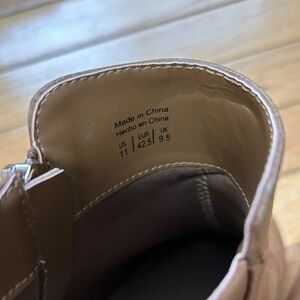 Made in China
Hecho en China
US | EUR | UK
11 | 42.5 | 9.5